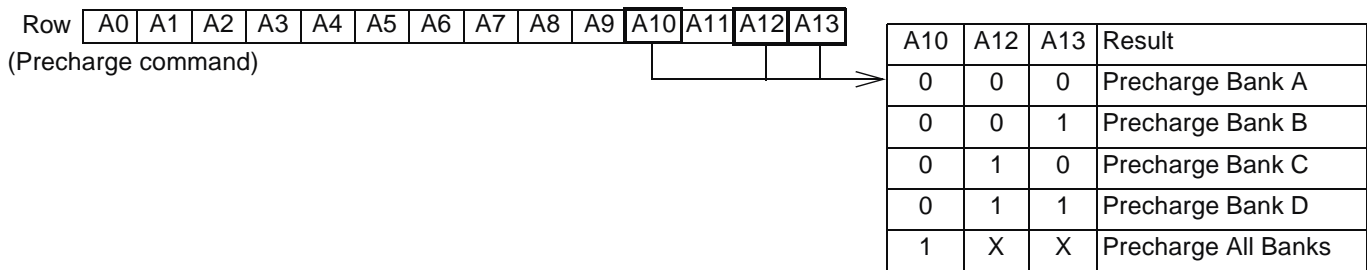 Row A0 A1 A2 A3 A4 A5 A6 A7 A8 A9 A10 A11 A12 A13
(Precharge command)
A10 A12 A13 Result
0 0 0 Precharge Bank A
0 0 1 Precharge Bank B
0 1 0 Precharge Bank C
0 1 1 Precharge Bank D
1 X X Precharge All Banks